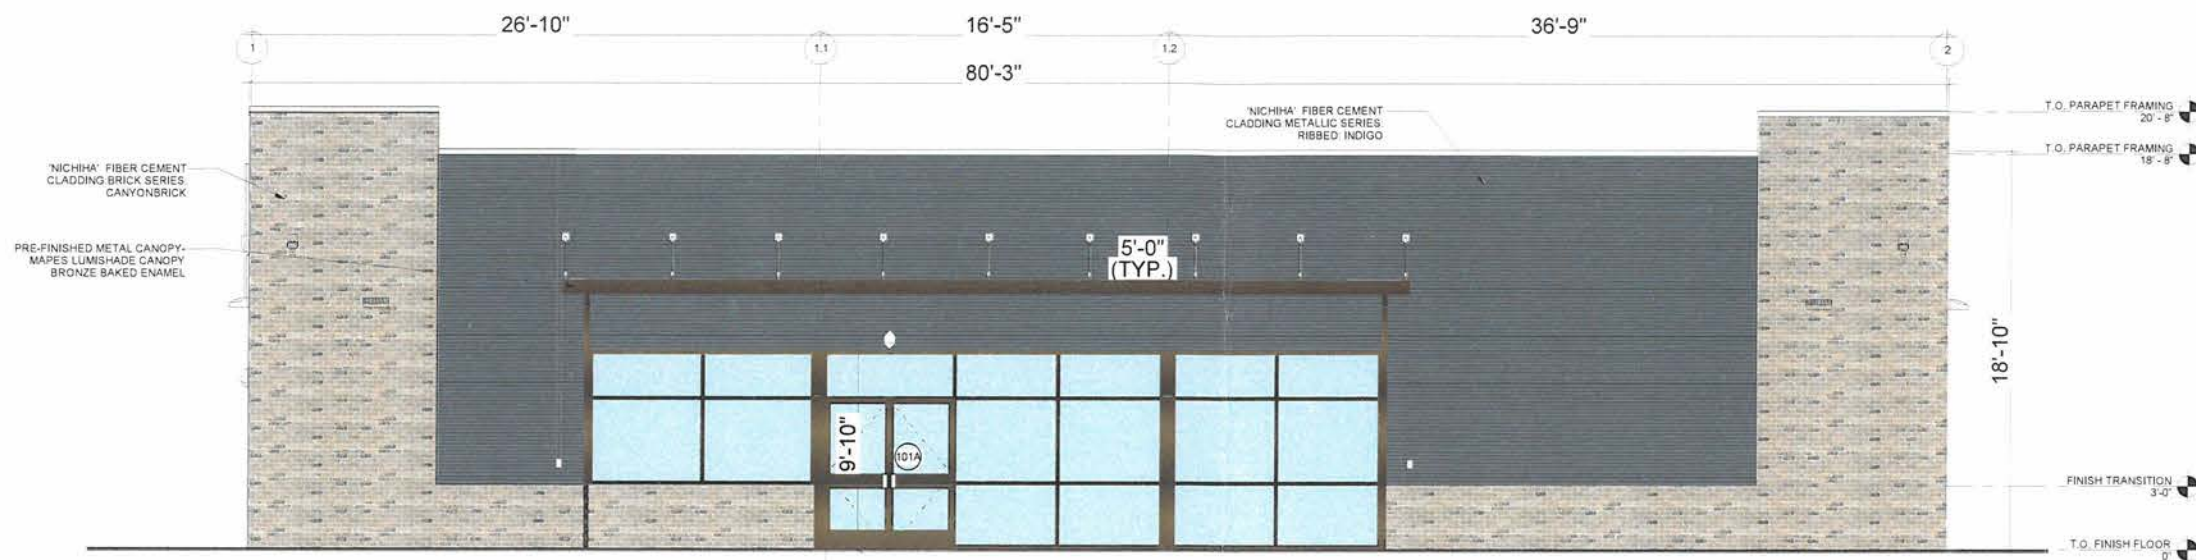 26'-10"
16'-5"
36'-9"
1
1.1
1.2
2
80'-3"
'NICHIHA' FIBER CEMENT
CLADDING METALLIC SERIES
RIBBED: INDIGO
T.O. PARAPET FRAMING
20' - 8"
T.O. PARAPET FRAMING
18' - 8"
'NICHIHA' FIBER CEMENT
CLADDING BRICK SERIES
CANYONBRICK
PRE-FINISHED METAL CANOPY-
MAPES LUMISHADE CANOPY
BRONZE BAKED ENAMEL
5'-0"
(TYP.)
18'-10"
9'-10"
101A
FINISH TRANSITION
3'-0"
T.O. FINISH FLOOR
0"